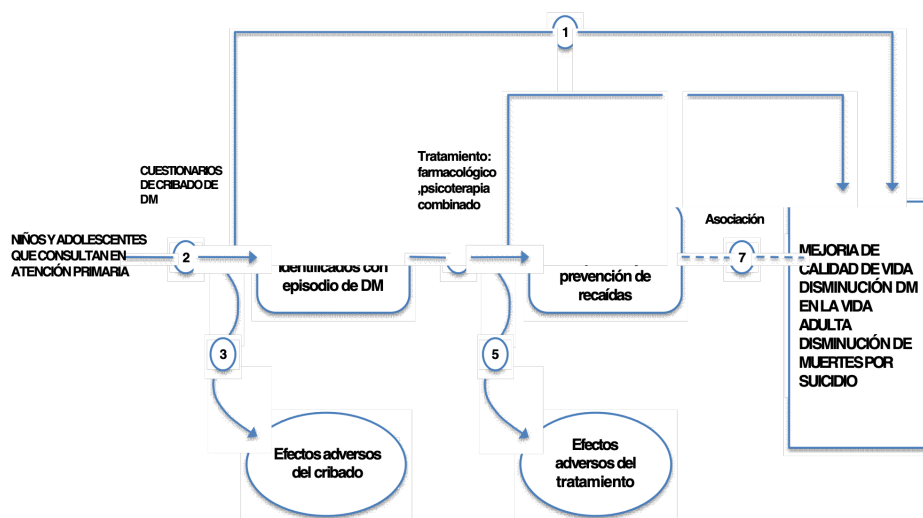 1
CUESTIONARIOS
DE CRIBADO DE
DM
Tratamiento:
farmacológico
,psicoterapia
combinado
Asociación
NIÑOS Y ADOLESCENTES
QUE CONSULTAN EN
ATENCIÓN PRIMARIA
2
identificados con
episodio de DM
prevención de
recaídas
7
MEJORIA DE
CALIDAD DE VIDA
DISMINUCIÓN DM
EN LA VIDA
ADULTA
DISMINUCIÓN DE
MUERTES POR
SUICIDIO
3
5
Efectos adversos
del cribado
Efectos
adversos del
tratamiento